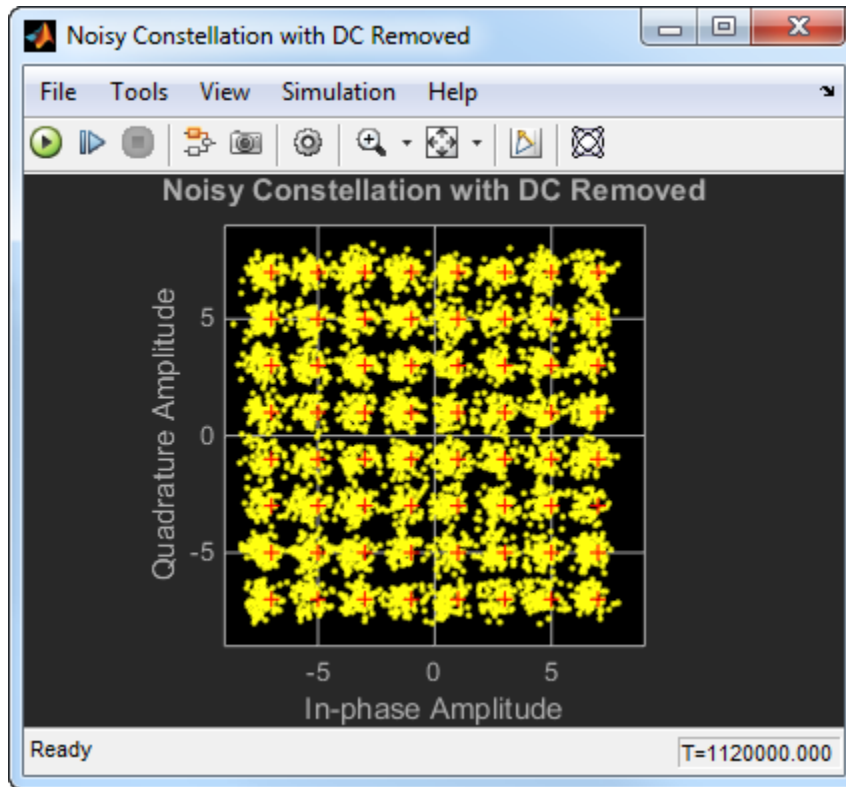 Noisy Constellation with DC Removed
File Tools View Simulation Help
Noisy Constellation with DC Removed
Quadrature Amplitude
5
0
-5
-5 0 5
In-phase Amplitude
Ready T=1120000.000